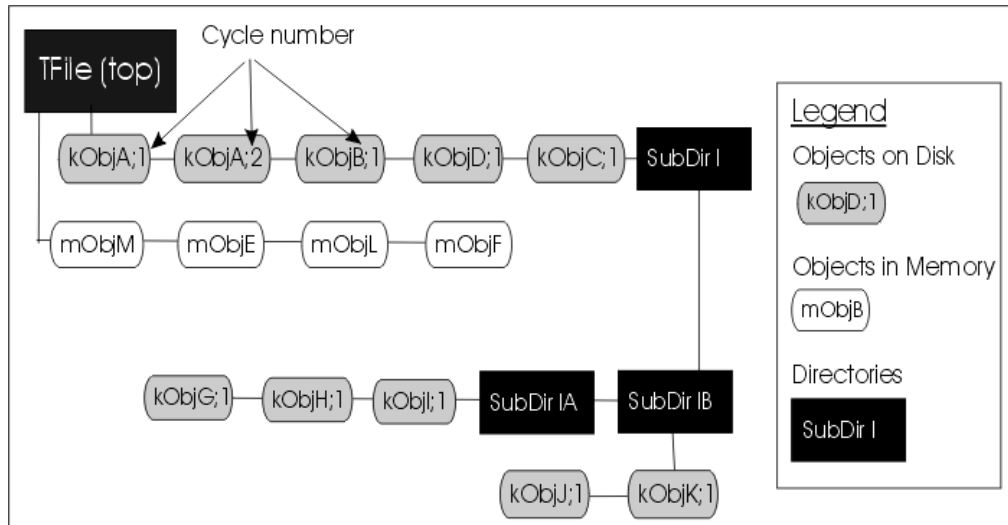 Cycle number
TFile (top)
kObjA;1
kObjA;2
kObjB;1
kObjD;1
kObjC;1
SubDir I
mObjM
mObjE
mObjL
mObjF
kObjG;1
kObjH;1
kObjI;1
SubDir IA
SubDir IB
kObjJ;1
kObjK;1
Legend
Objects on Disk
kObjD;1
Objects in Memory
mObjB
Directories
SubDir I